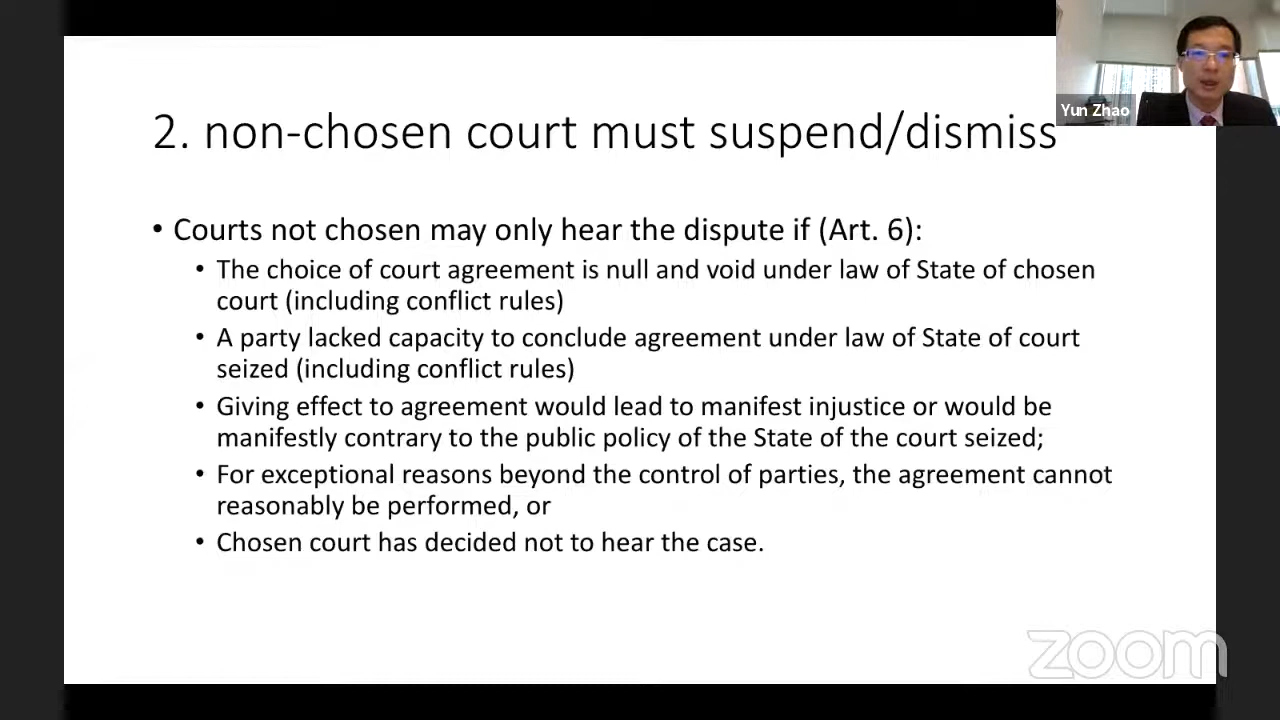 Yun Zhao
2. non-chosen court must suspend/dismiss
• Courts not chosen may only hear the dispute if (Art. 6):
• The choice of court agreement is null and void under law of State of chosen
court (including conflict rules)
• A party lacked capacity to conclude agreement under law of State of court
seized (including conflict rules)
• Giving effect to agreement would lead to manifest injustice or would be
manifestly contrary to the public policy of the State of the court seized;
• For exceptional reasons beyond the control of parties, the agreement cannot
reasonably be performed, or
• Chosen court has decided not to hear the case.
zoom